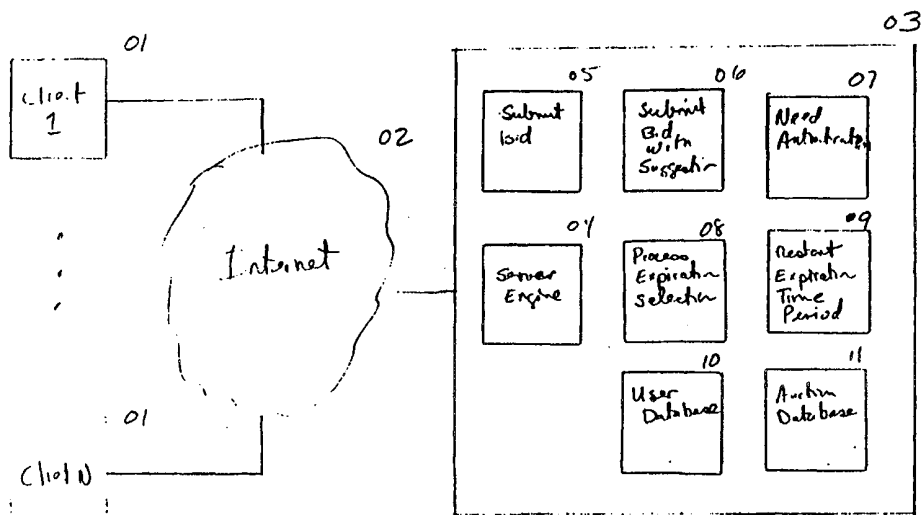 03
01
Client
1
02
Internet
01
Client N
05
Submit
bid
06
Submit
Bid
with
Suggestion
07
Need
04
Server
Engine
08
Process
Expiration
Selection
09
Restart
Expiration
Time
Period
10
User
Database
11
Auction
Database